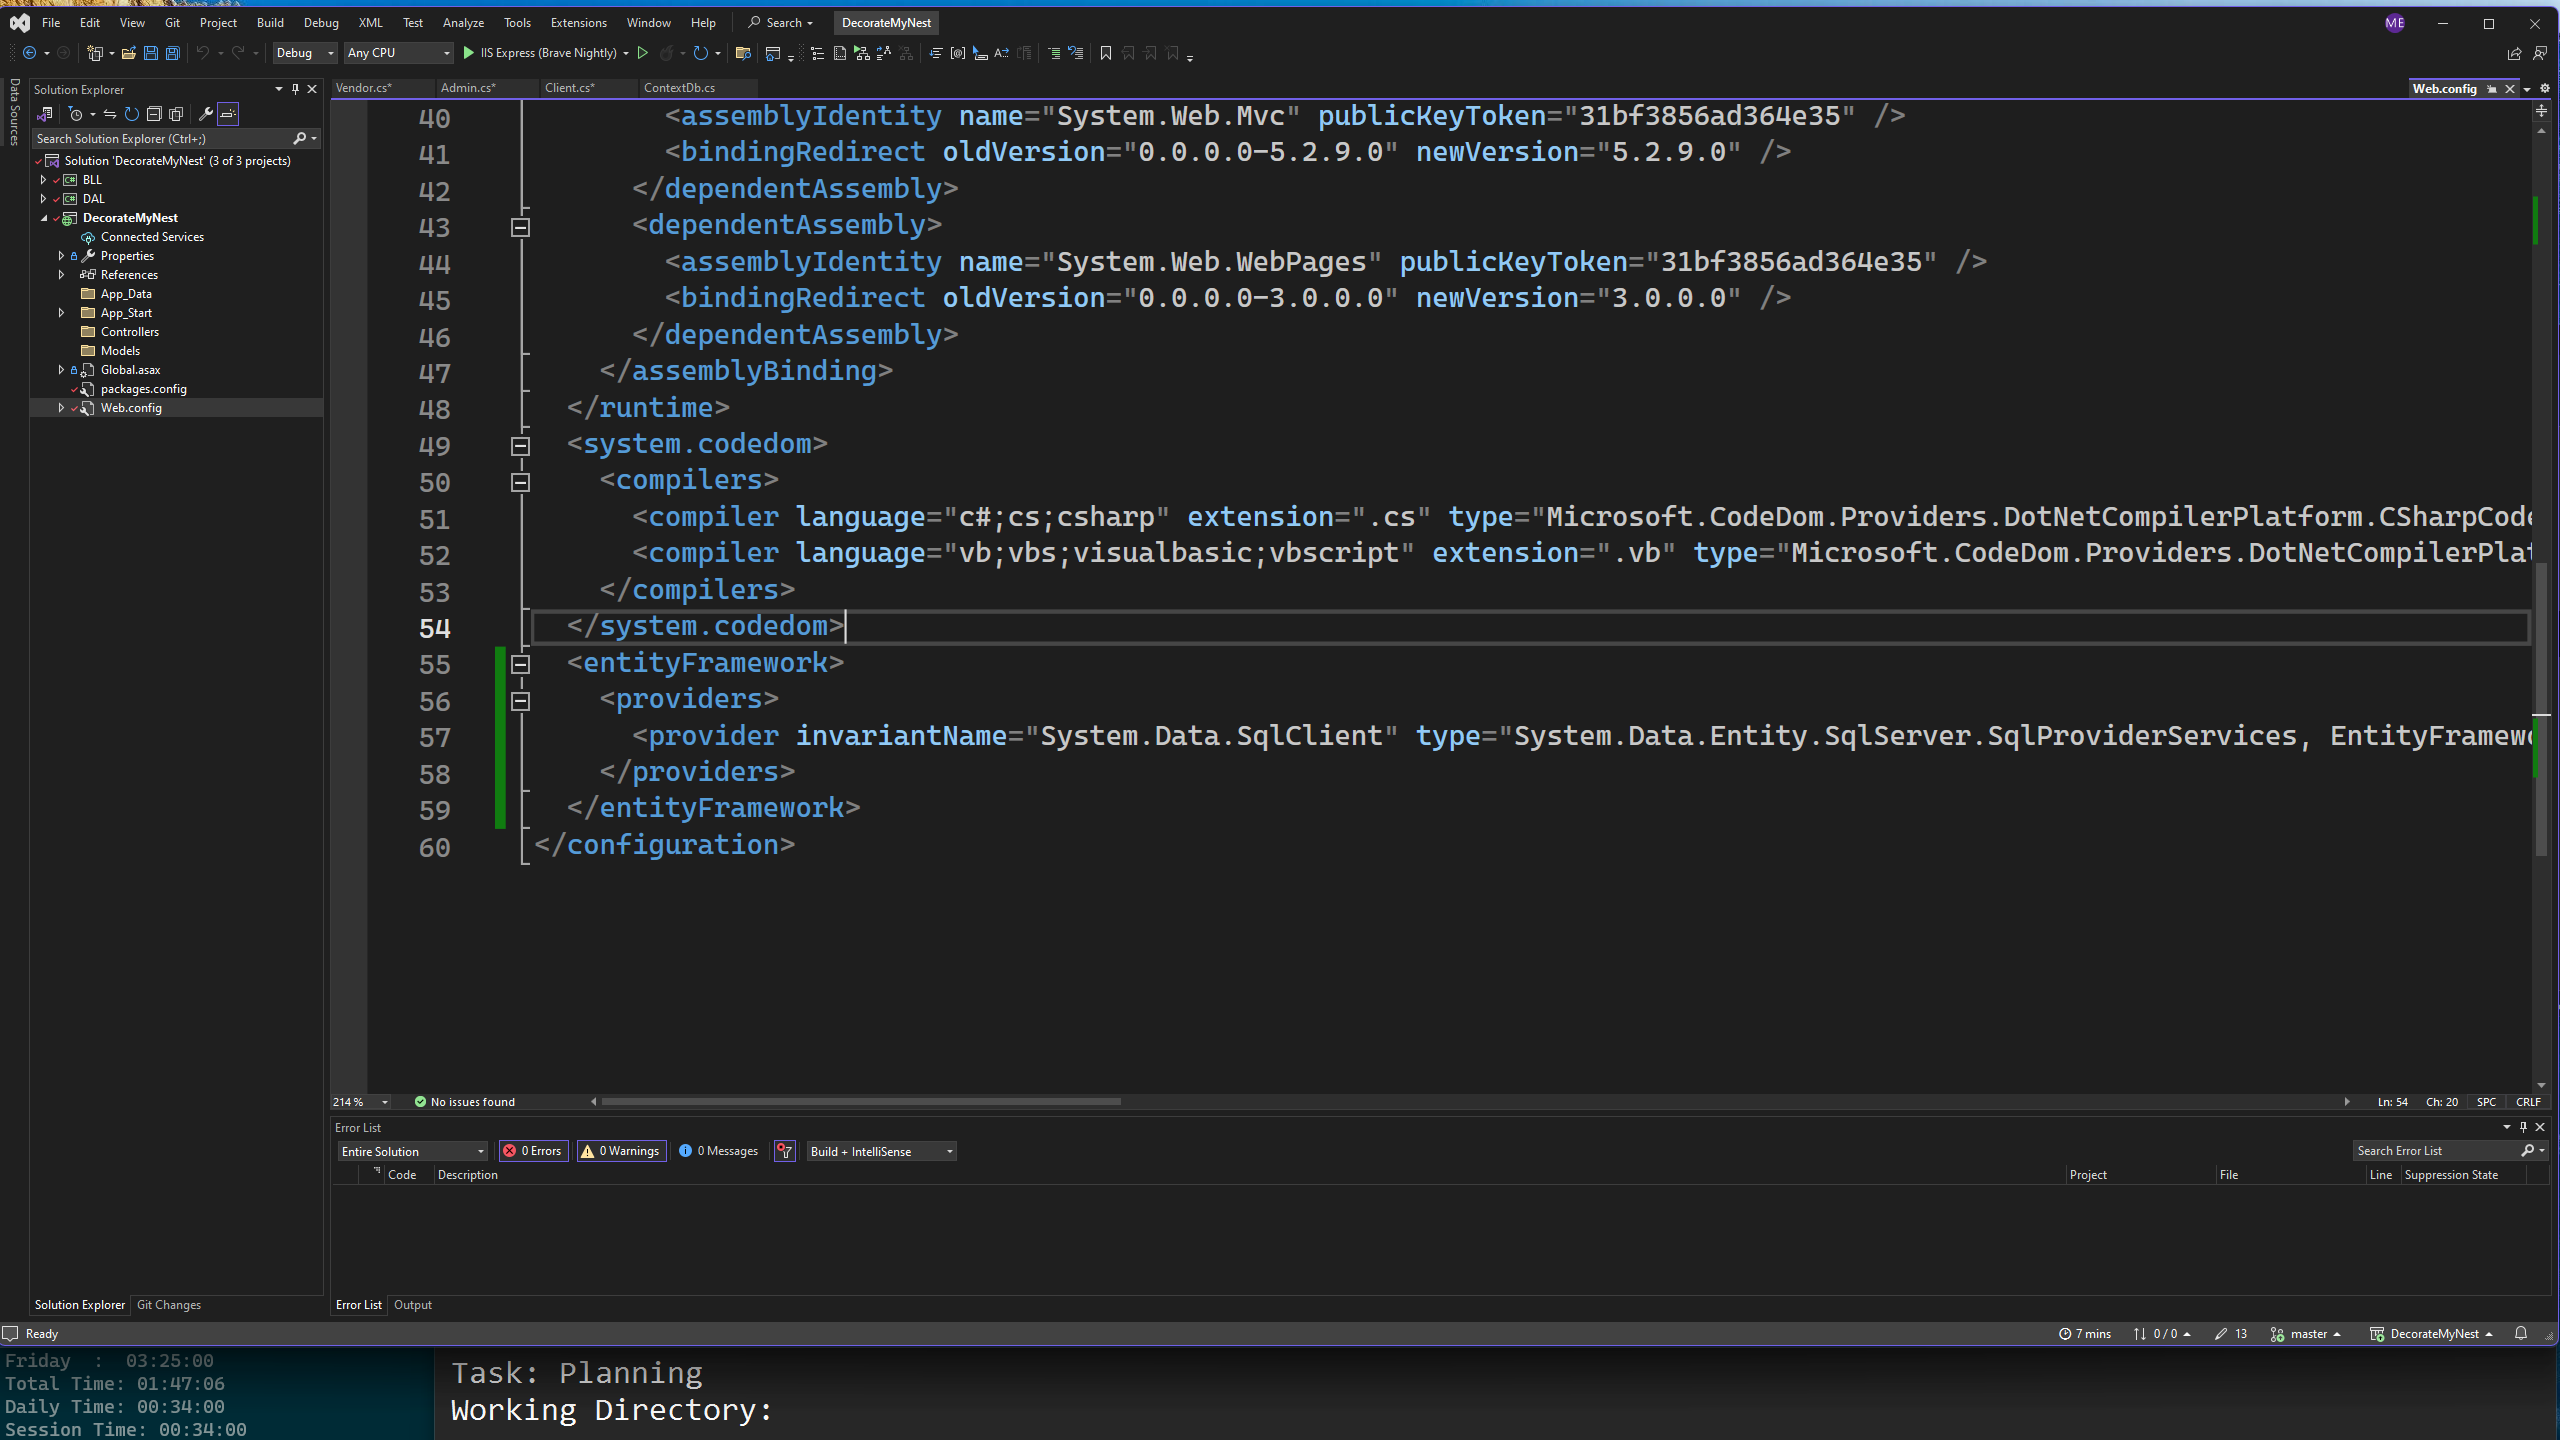 File Edit View Git Project Build Debug XML Test Analyze Tools Extensions Window Help Search DecorateMyNest ME
Debug Any CPU IIS Express (Brave Nightly)
Data Sources
Solution Explorer
Search Solution Explorer (Ctrl+;)
Solution 'DecorateMyNest' (3 of 3 projects)
BLL
DAL
DecorateMyNest
Connected Services
Properties
References
App_Data
App_Start
Controllers
Models
Global.asax
packages.config
Web.config
Solution Explorer Git Changes
Vendor.cs* Admin.cs* Client.cs* ContextDb.cs Web.config
40 <assemblyIdentity name="System.Web.Mvc" publicKeyToken="31bf3856ad364e35" />
41 <bindingRedirect oldVersion="0.0.0.0-5.2.9.0" newVersion="5.2.9.0" />
42 </dependentAssembly>
43 <dependentAssembly>
44 <assemblyIdentity name="System.Web.WebPages" publicKeyToken="31bf3856ad364e35" />
45 <bindingRedirect oldVersion="0.0.0.0-3.0.0.0" newVersion="3.0.0.0" />
46 </dependentAssembly>
47 </assemblyBinding>
48 </runtime>
49 <system.codedom>
50 <compilers>
51 <compiler language="c#;cs;csharp" extension=".cs" type="Microsoft.CodeDom.Providers.DotNetCompilerPlatform.CSharpCode
52 <compiler language="vb;vbs;visualbasic;vbscript" extension=".vb" type="Microsoft.CodeDom.Providers.DotNetCompilerPlat
53 </compilers>
54 </system.codedom>
55 <entityFramework>
56 <providers>
57 <provider invariantName="System.Data.SqlClient" type="System.Data.Entity.SqlServer.SqlProviderServices, EntityFramewo
58 </providers>
59 </entityFramework>
60 </configuration>
214 % No issues found Ln: 54 Ch: 20 SPC CRLF
Error List
Entire Solution 0 Errors 0 Warnings 0 Messages Build + IntelliSense Search Error List
Code Description Project File Line Suppression State
Error List Output
Ready 7 mins 0 / 0 13 master DecorateMyNest
Friday : 03:25:00
Total Time: 01:47:06
Daily Time: 00:34:00
Session Time: 00:34:00
Task: Planning
Working Directory: